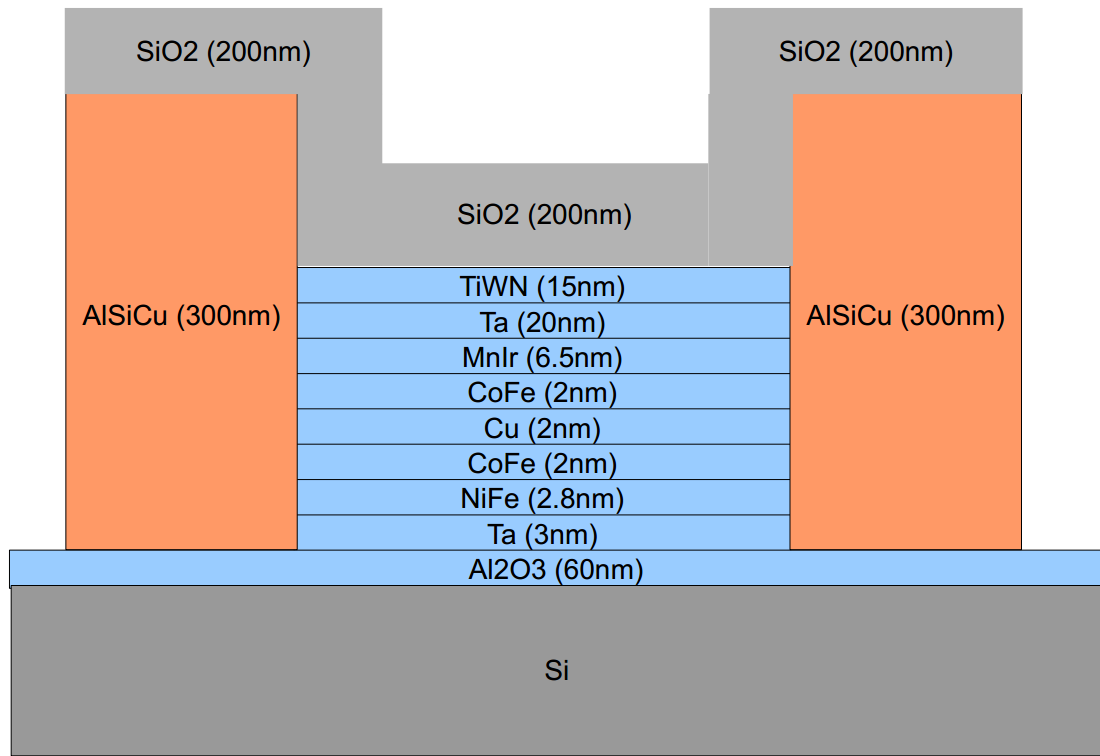 SiO2 (200nm)
SiO2 (200nm)
SiO2 (200nm)
TiWN (15nm)
AlSiCu (300nm)
Ta (20nm)
AlSiCu (300nm)
MnIr (6.5nm)
CoFe (2nm)
Cu (2nm)
CoFe (2nm)
NiFe (2.8nm)
Ta (3nm)
Al2O3 (60nm)
Si